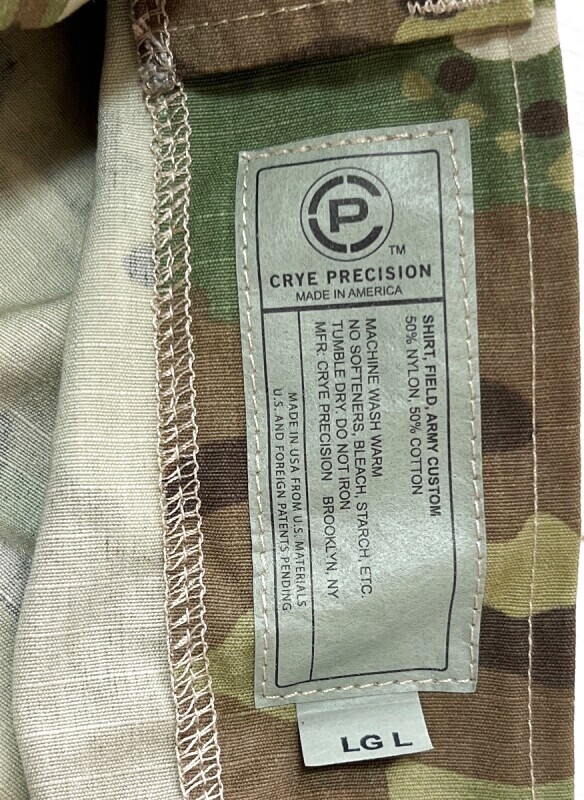 P
TM
CRYE PRECISION
MADE IN AMERICA
SHIRT, FIELD, ARMY CUSTOM
50% NYLON, 50% COTTON
MACHINE WASH WARM
NO SOFTENERS, BLEACH, STARCH, ETC.
TUMBLE DRY, DO NOT IRON
MFR: CRYE PRECISION BROOKLYN, NY
MADE IN USA FROM U.S. MATERIALS
U.S. AND FOREIGN PATENTS PENDING
LG L